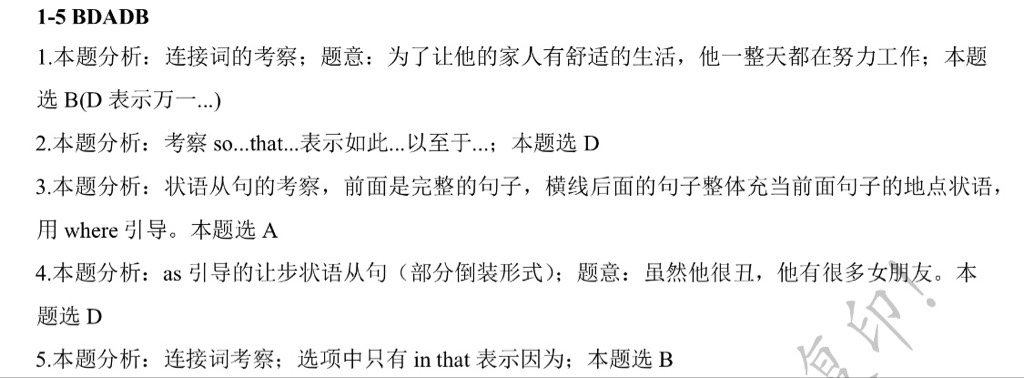 1-5 BDADB
1.本题分析：连接词的考察；题意：为了让他的家人有舒适的生活，他一整天都在努力工作；本题
选 B(D 表示万一...)
2.本题分析：考察 so...that...表示如此...以至于...；本题选 D
3.本题分析：状语从句的考察，前面是完整的句子，横线后面的句子整体充当前面句子的地点状语，
用 where 引导。本题选 A
4.本题分析：as 引导的让步状语从句（部分倒装形式）；题意：虽然他很丑，他有很多女朋友。本
题选 D
5.本题分析：连接词考察；选项中只有 in that 表示因为；本题选 B
复印！